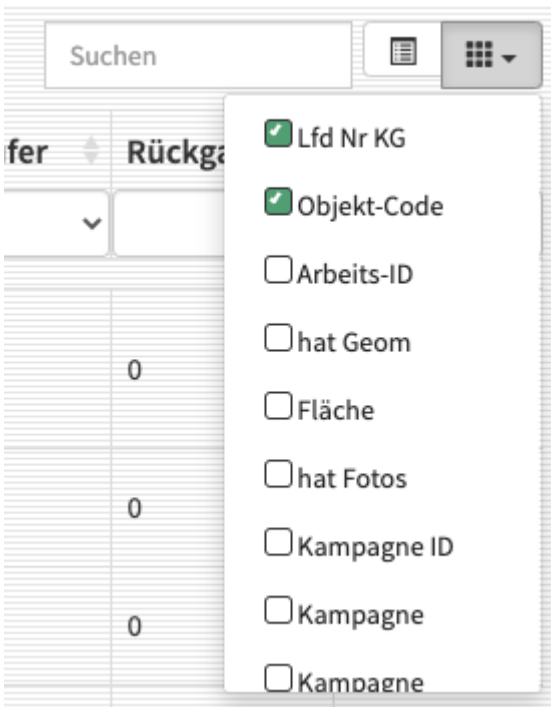 Suchen
fer
Rückga
Lfd Nr KG
Objekt-Code
Arbeits-ID
hat Geom
Fläche
hat Fotos
Kampagne ID
Kampagne
Kampagne
0
0
0